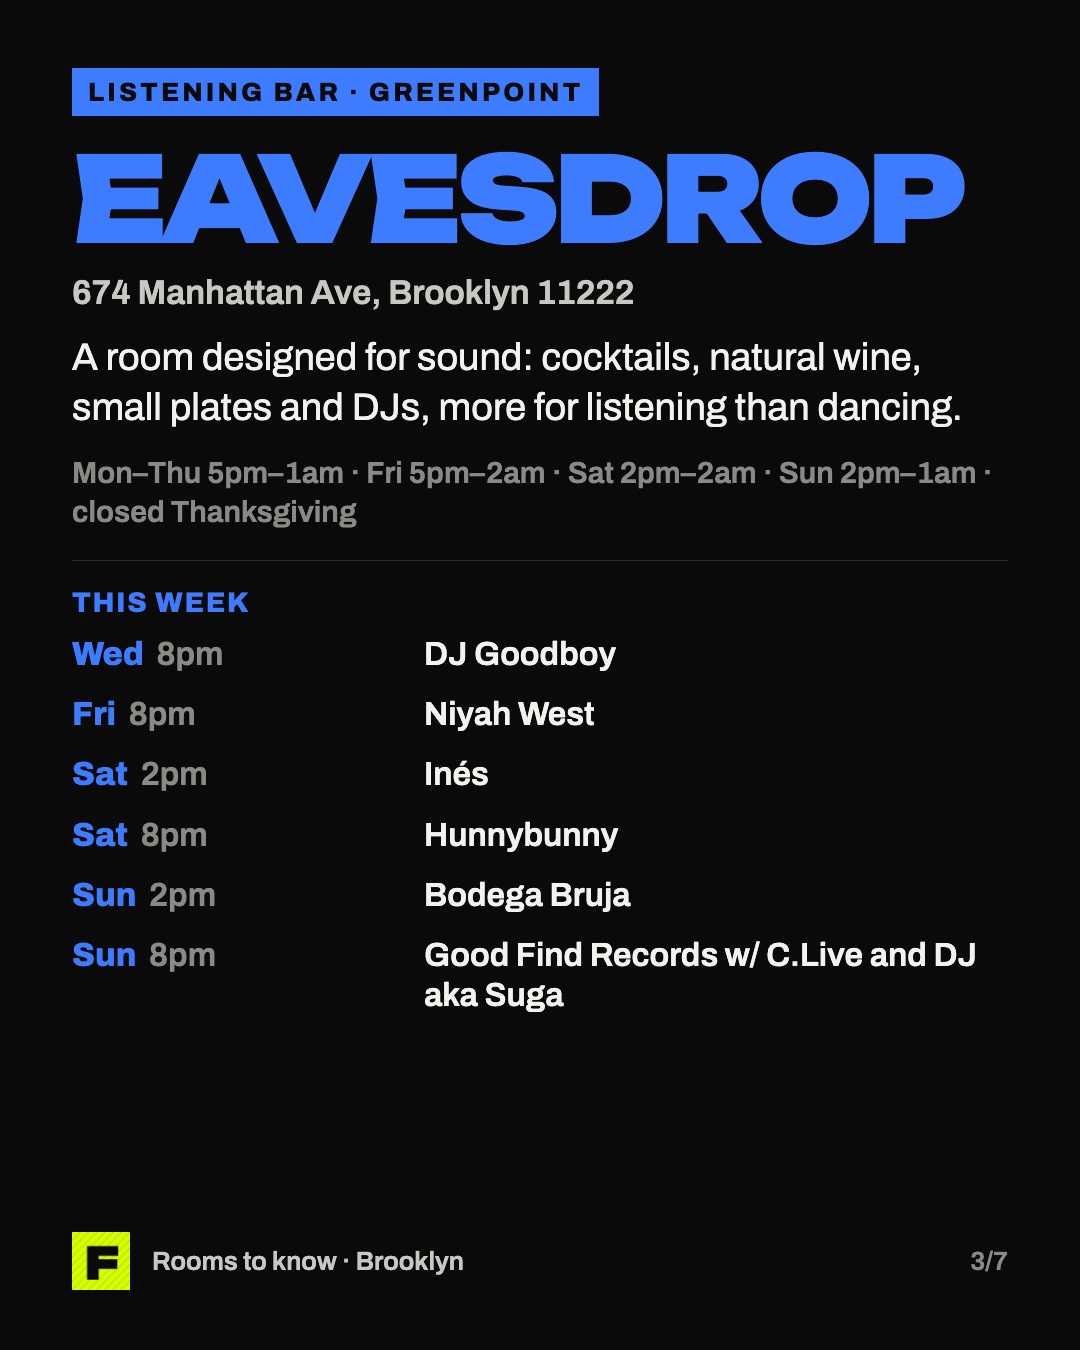 LISTENING BAR · GREENPOINT
EAVESDROP
674 Manhattan Ave, Brooklyn 11222
A room designed for sound: cocktails, natural wine,
small plates and DJs, more for listening than dancing.
Mon–Thu 5pm–1am · Fri 5pm–2am · Sat 2pm–2am · Sun 2pm–1am ·
closed Thanksgiving
THIS WEEK
Wed 8pm DJ Goodboy
Fri 8pm Niyah West
Sat 2pm Inés
Sat 8pm Hunnybunny
Sun 2pm Bodega Bruja
Sun 8pm Good Find Records w/ C.Live and DJ
aka Suga
F Rooms to know · Brooklyn 3/7